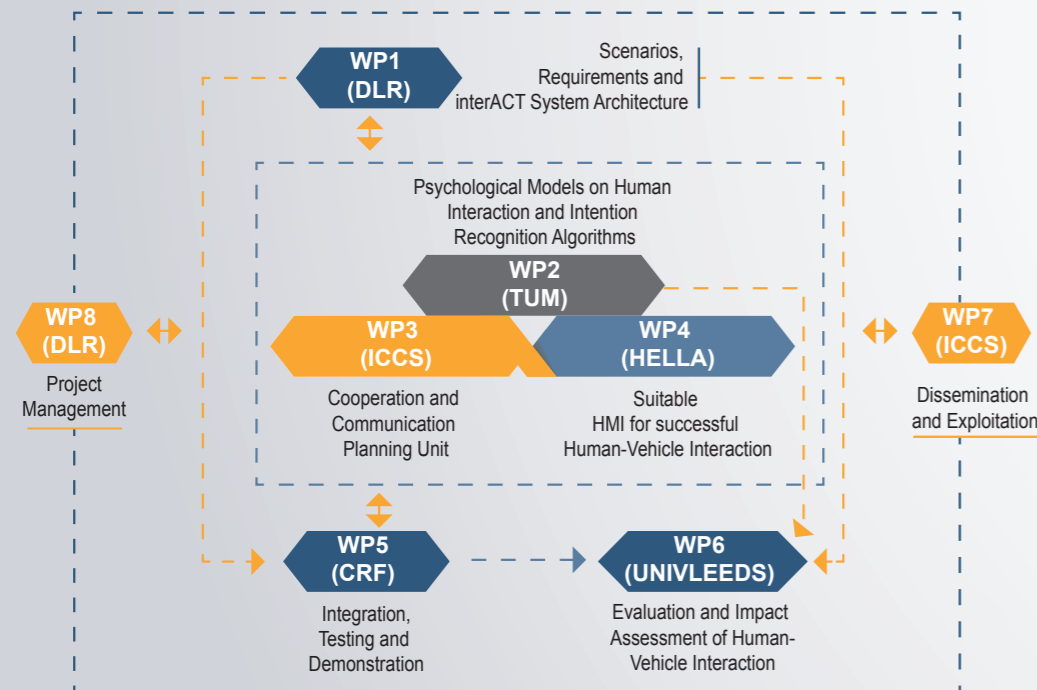 WP1
(DLR)
Scenarios,
Requirements and
interACT System Architecture
Psychological Models on Human
Interaction and Intention
Recognition Algorithms
WP2
(TUM)
WP3
(ICCS)
WP4
(HELLA)
Cooperation and
Communication
Planning Unit
Suitable
HMI for successful
Human-Vehicle Interaction
WP8
(DLR)
Project
Management
WP7
(ICCS)
Dissemination
and Exploitation
WP5
(CRF)
Integration,
Testing and
Demonstration
WP6
(UNIVLEEDS)
Evaluation and Impact
Assessment of Human-
Vehicle Interaction